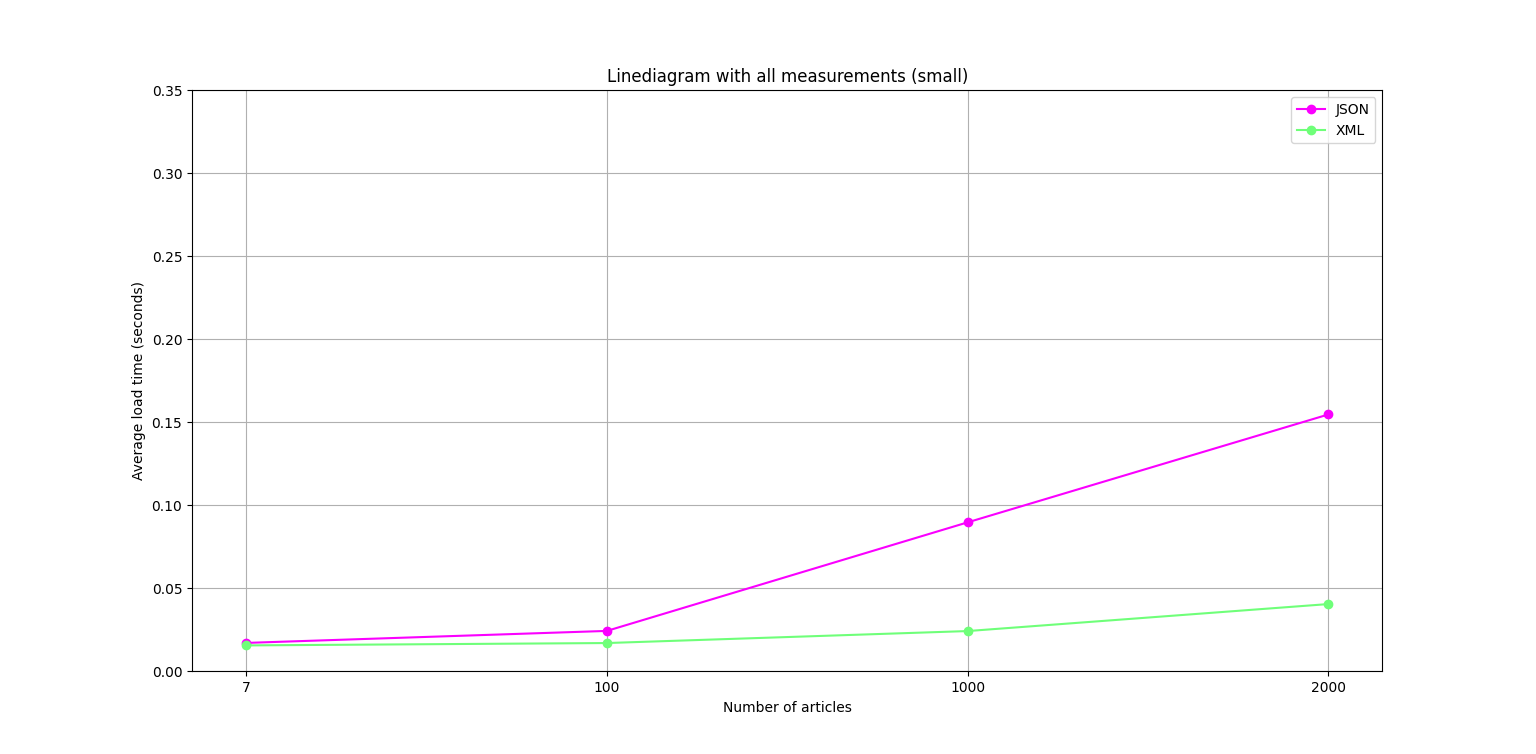 Linediagram with all measurements (small)
JSON
XML
0.35
0.30
0.25
0.20
0.15
0.10
0.05
0.00
Average load time (seconds)
7 100 1000 2000
Number of articles